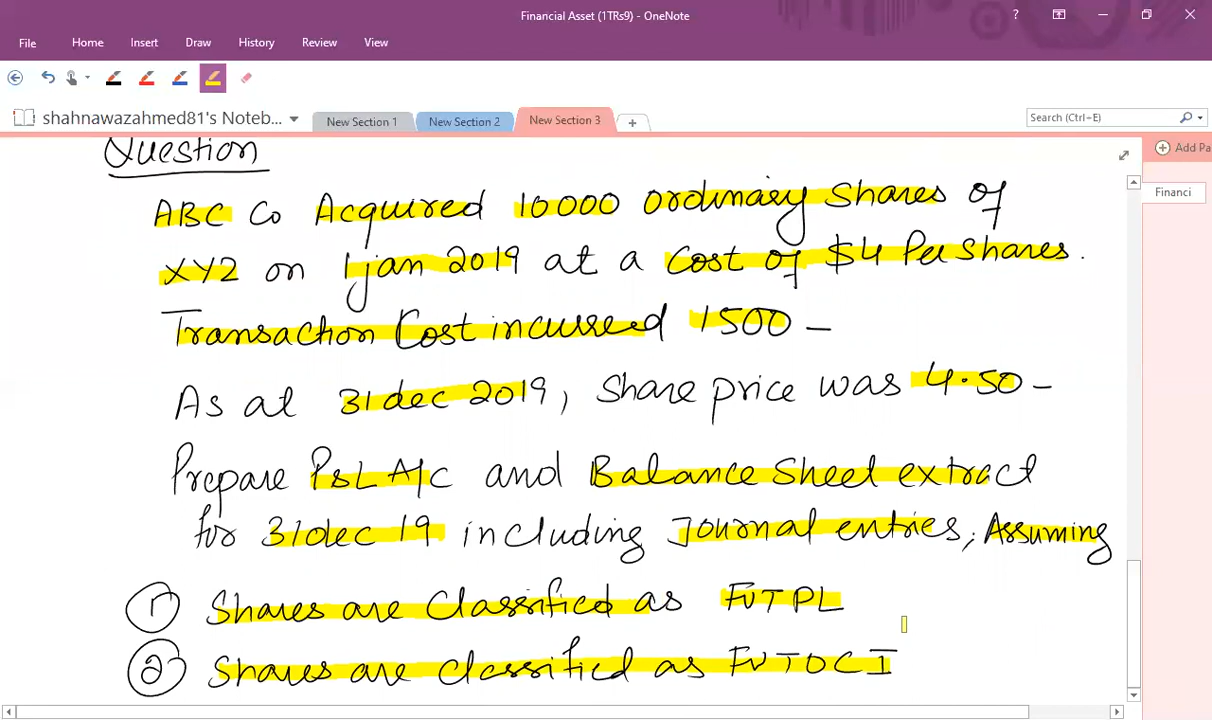 Financial Asset (1TRs9) - OneNote
File Home Insert Draw History Review View
shahnawazahmed81's Noteb... New Section 1 New Section 2 New Section 3 Search (Ctrl+E)
Add Pa
Financi
Question
ABC Co Acquired 10000 ordinary Shares of
XYZ on 1 jan 2019 at a Cost of $4 Per Shares.
Transaction Cost incurred 1500 -
As at 31 dec 2019, Share price was 4.50 -
Prepare P&L A/C and Balance Sheet extract
for 31 dec 19 including Journal entries, Assuming
① Shares are Classified as FVTPL
② Shares are classified as FVTOCI